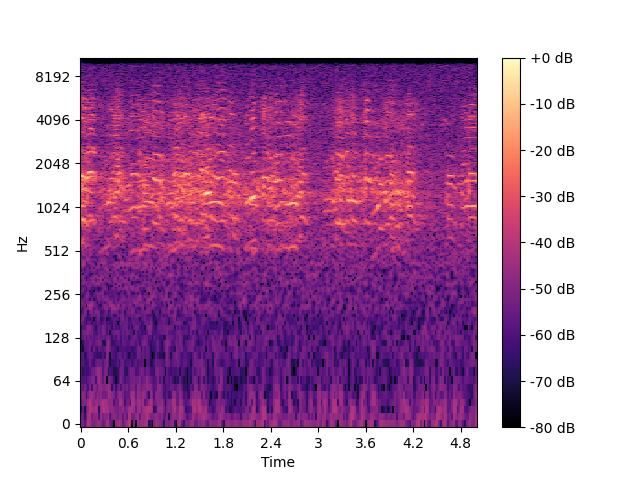 8192
4096
2048
1024
512
256
128
64
0
Hz
0 0.6 1.2 1.8 2.4 3 3.6 4.2 4.8
Time
+0 dB
-10 dB
-20 dB
-30 dB
-40 dB
-50 dB
-60 dB
-70 dB
-80 dB